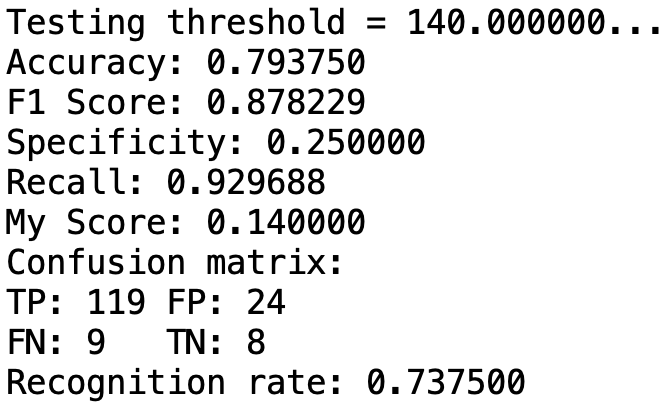 Testing threshold = 140.000000...
Accuracy: 0.793750
F1 Score: 0.878229
Specificity: 0.250000
Recall: 0.929688
My Score: 0.140000
Confusion matrix:
TP: 119 FP: 24
FN: 9   TN: 8
Recognition rate: 0.737500